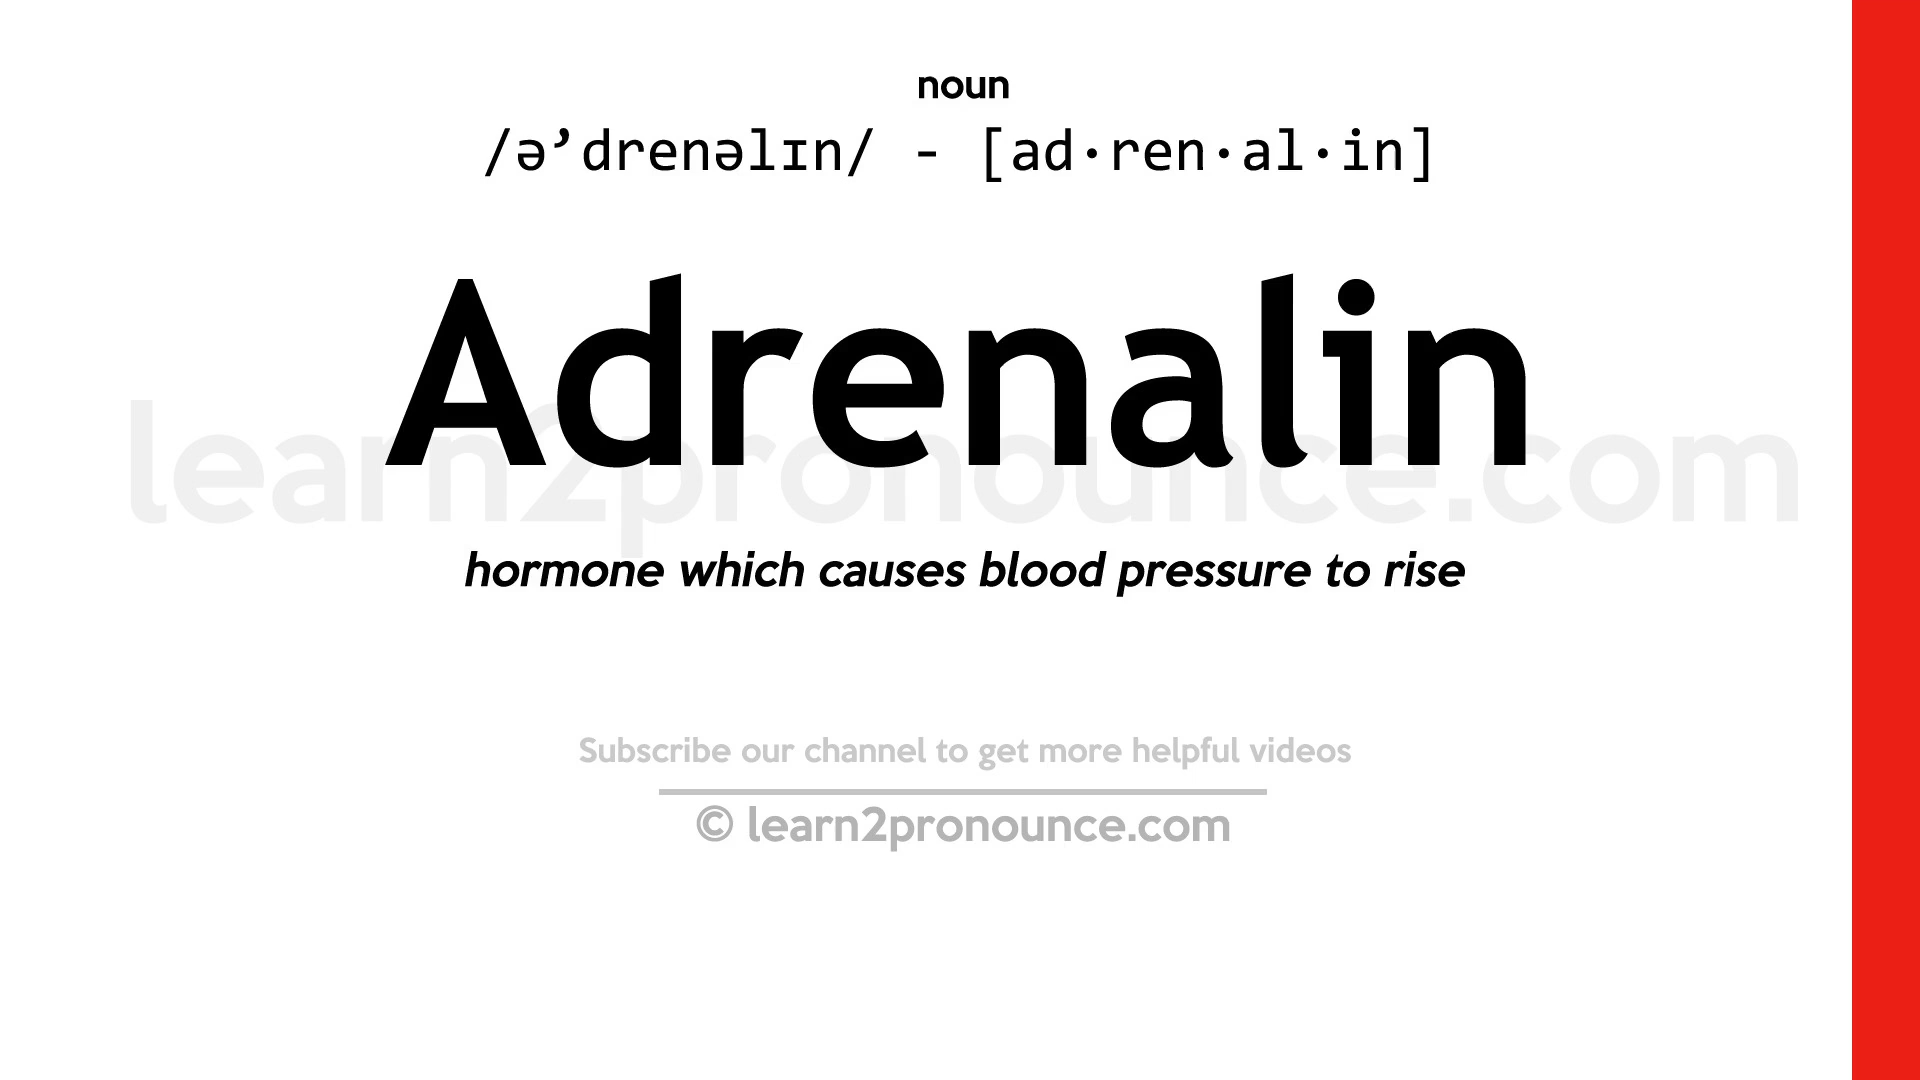 noun
/ə’drenəlɪn/ - [ad·ren·al·in]
Adrenalin
learn2pronounce.com
hormone which causes blood pressure to rise
Subscribe our channel to get more helpful videos
© learn2pronounce.com